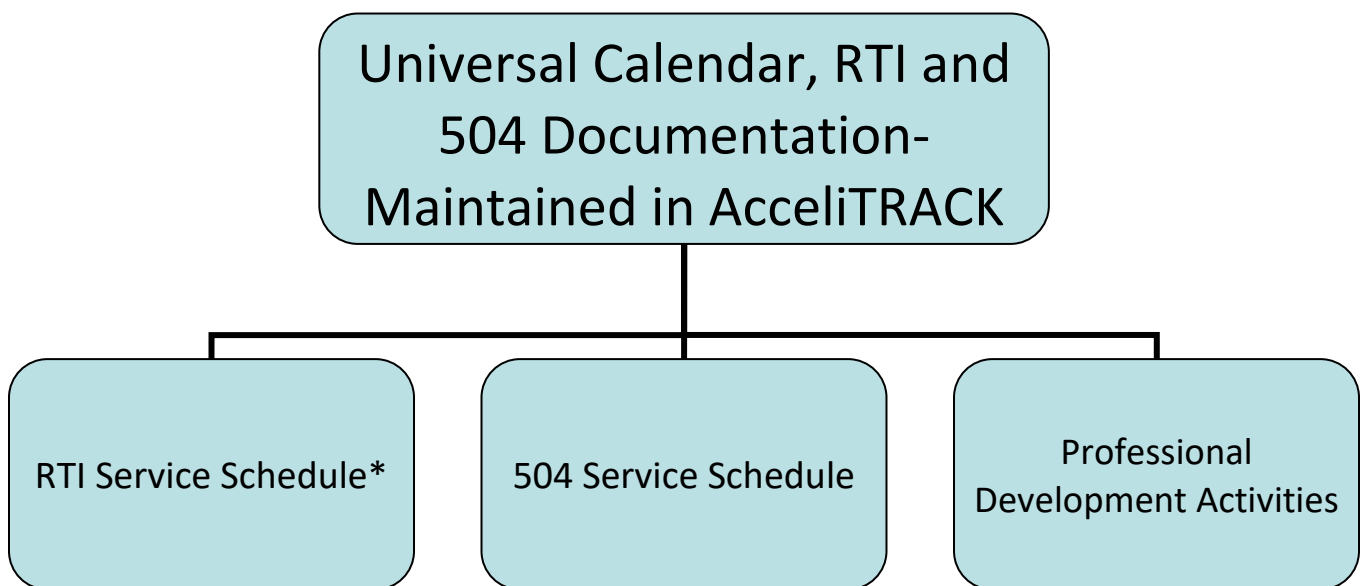 Universal Calendar, RTI and
504 Documentation-
Maintained in AcceliTRACK
RTI Service Schedule*
504 Service Schedule
Professional
Development Activities